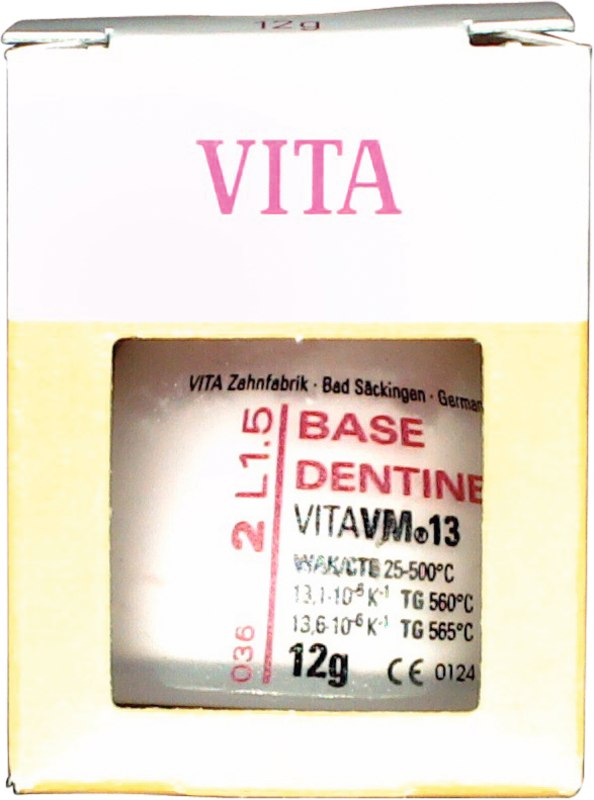 12g
VITA
VITA Zahnfabrik · Bad Säckingen · German
2 L1.5
036
BASE
DENTINE
VITAVM®13
WAK/CTE 25-500°C
13,1·10⁻⁶ K⁻¹ TG 560°C
13,6·10⁻⁶ K⁻¹ TG 565°C
12g CE 0124